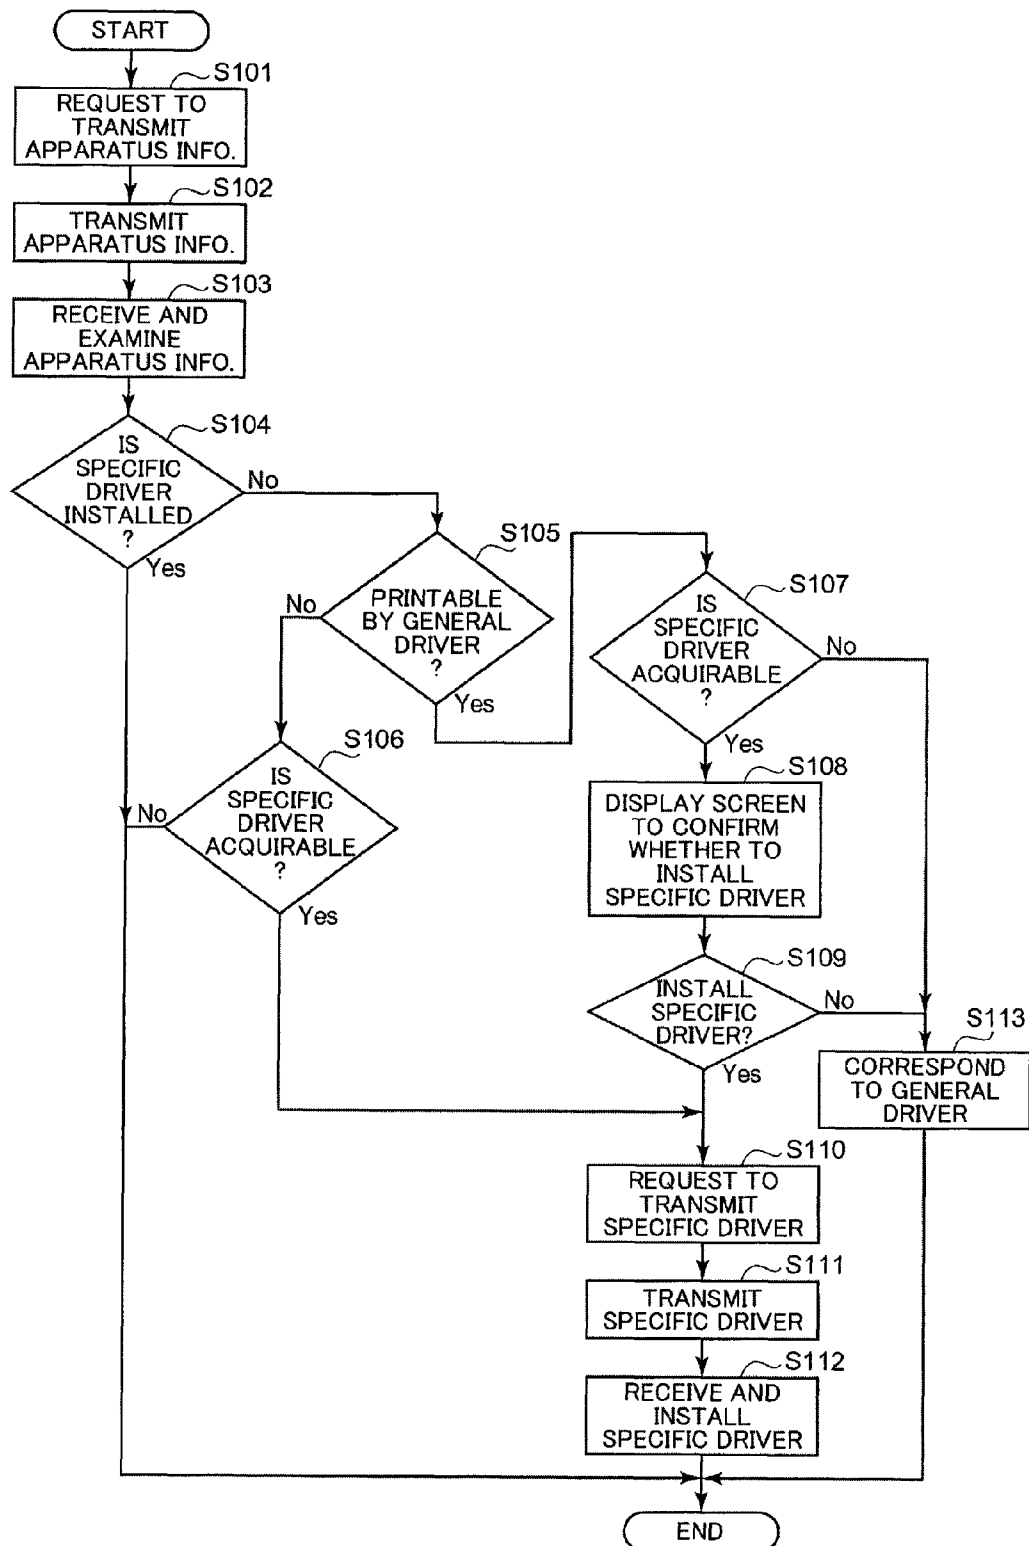 START
S101
REQUEST TO
TRANSMIT
APPARATUS INFO.
S102
TRANSMIT
APPARATUS INFO.
S103
RECEIVE AND
EXAMINE
APPARATUS INFO.
S104
IS
SPECIFIC
DRIVER
INSTALLED
?
No
Yes
S105
PRINTABLE
BY GENERAL
DRIVER
?
No
Yes
S106
IS
SPECIFIC
DRIVER
ACQUIRABLE
?
No
Yes
S107
IS
SPECIFIC
DRIVER
ACQUIRABLE
?
No
Yes
S108
DISPLAY SCREEN
TO CONFIRM
WHETHER TO
INSTALL
SPECIFIC DRIVER
S109
INSTALL
SPECIFIC
DRIVER?
No
Yes
S113
CORRESPOND
TO GENERAL
DRIVER
S110
REQUEST TO
TRANSMIT
SPECIFIC DRIVER
S111
TRANSMIT
SPECIFIC DRIVER
S112
RECEIVE AND
INSTALL
SPECIFIC DRIVER
END